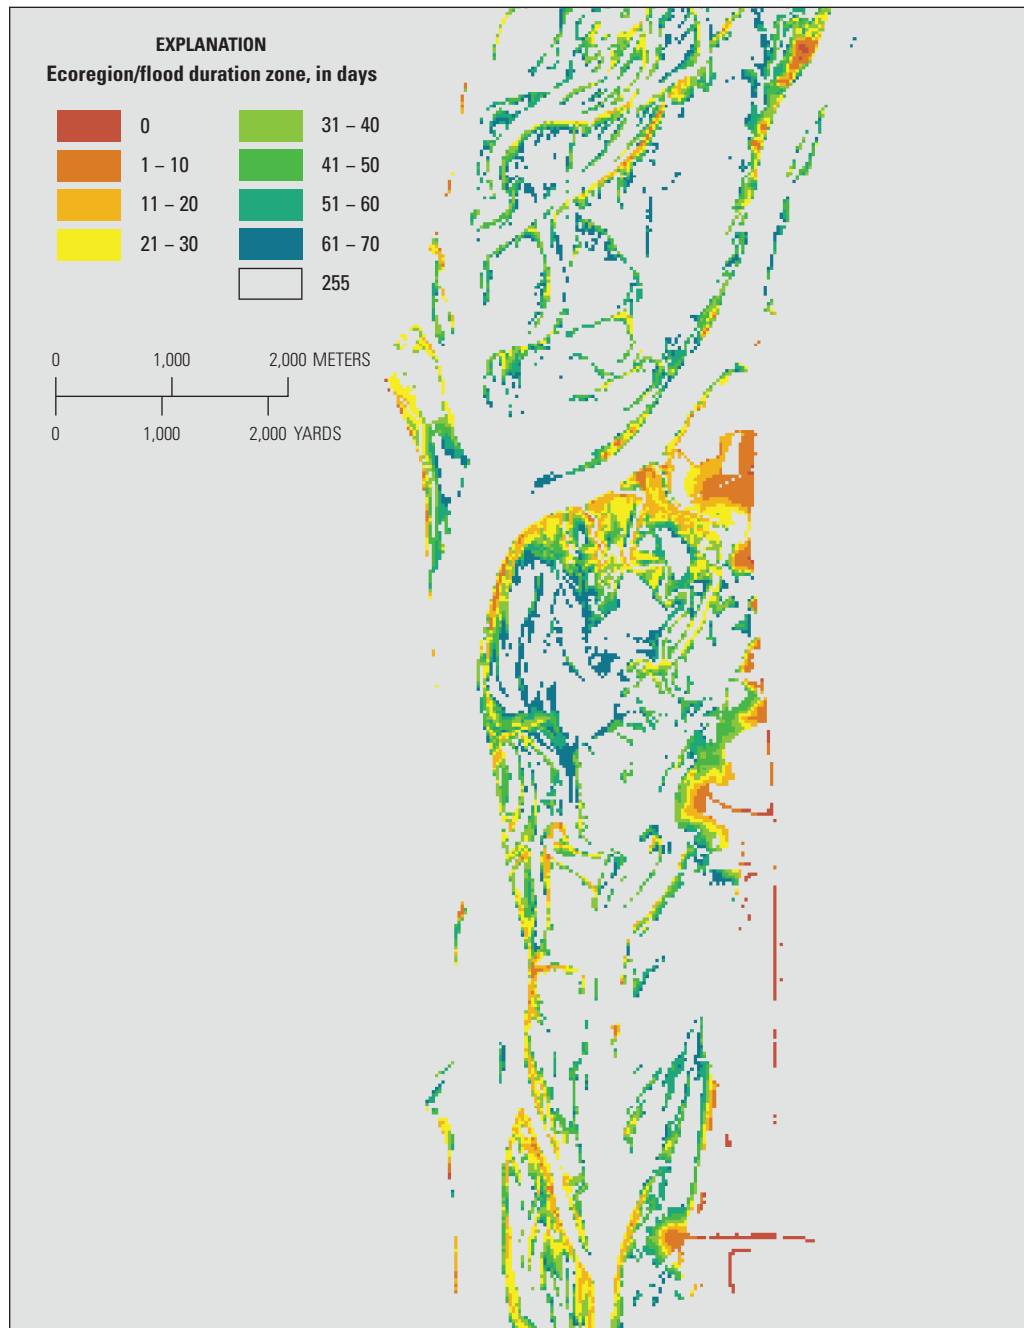 EXPLANATION
Ecoregion/flood duration zone, in days
0
1 – 10
11 – 20
21 – 30
31 – 40
41 – 50
51 – 60
61 – 70
255
0 1,000 2,000 METERS
0 1,000 2,000 YARDS